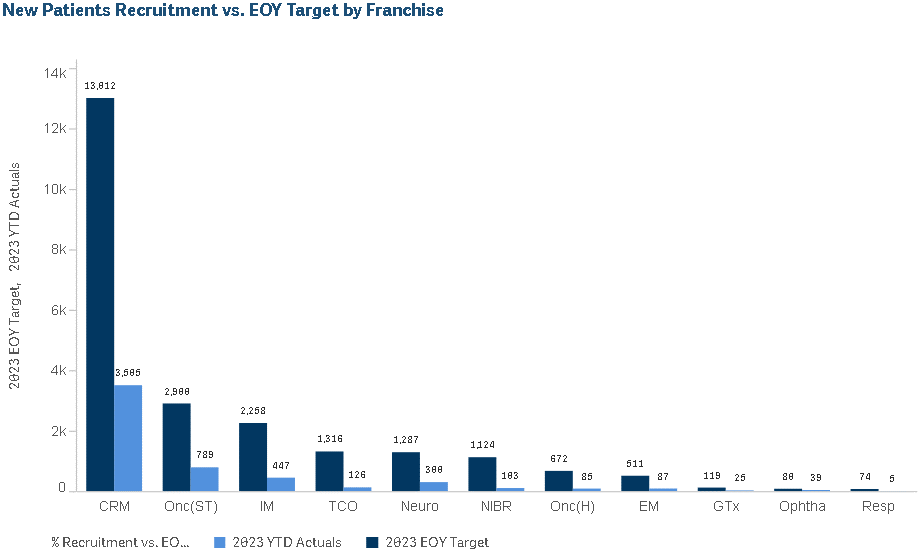 New Patients Recruitment vs. EOY Target by Franchise
2023 EOY Target, 2023 YTD Actuals
14k
12k
10k
8k
6k
4k
2k
0
13,012
3,505
2,900
789
2,258
447
1,316
126
1,287
300
1,124
103
672
85
511
87
119
25
80
39
74
5
CRM Onc(ST) IM TCO Neuro NIBR Onc(H) EM GTx Ophtha Resp
% Recruitment vs. EO... 2023 YTD Actuals 2023 EOY Target